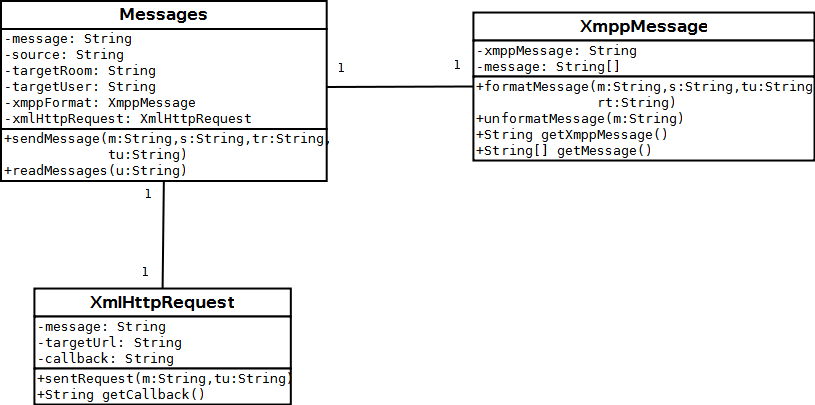 Messages
-message: String
-source: String
-targetRoom: String
-targetUser: String
-xmppFormat: XmppMessage
-xmlHttpRequest: XmlHttpRequest
+sendMessage(m:String,s:String,tr:String,
tu:String)
+readMessages(u:String)
1
1
XmppMessage
-xmppMessage: String
-message: String[]
+formatMessage(m:String,s:String,tu:String
rt:String)
+unformatMessage(m:String)
+String getXmppMessage()
+String[] getMessage()
1
1
XmlHttpRequest
-message: String
-targetUrl: String
-callback: String
+sentRequest(m:String,tu:String)
+String getCallback()